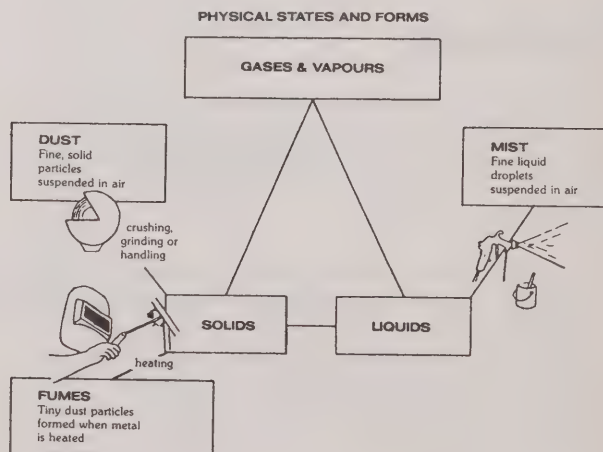 PHYSICAL STATES AND FORMS
GASES & VAPOURS
DUST
Fine, solid
particles
suspended in air
MIST
Fine liquid
droplets
suspended in air
crushing,
grinding or
handling
SOLIDS
LIQUIDS
heating
FUMES
Tiny dust particles
formed when metal
is heated